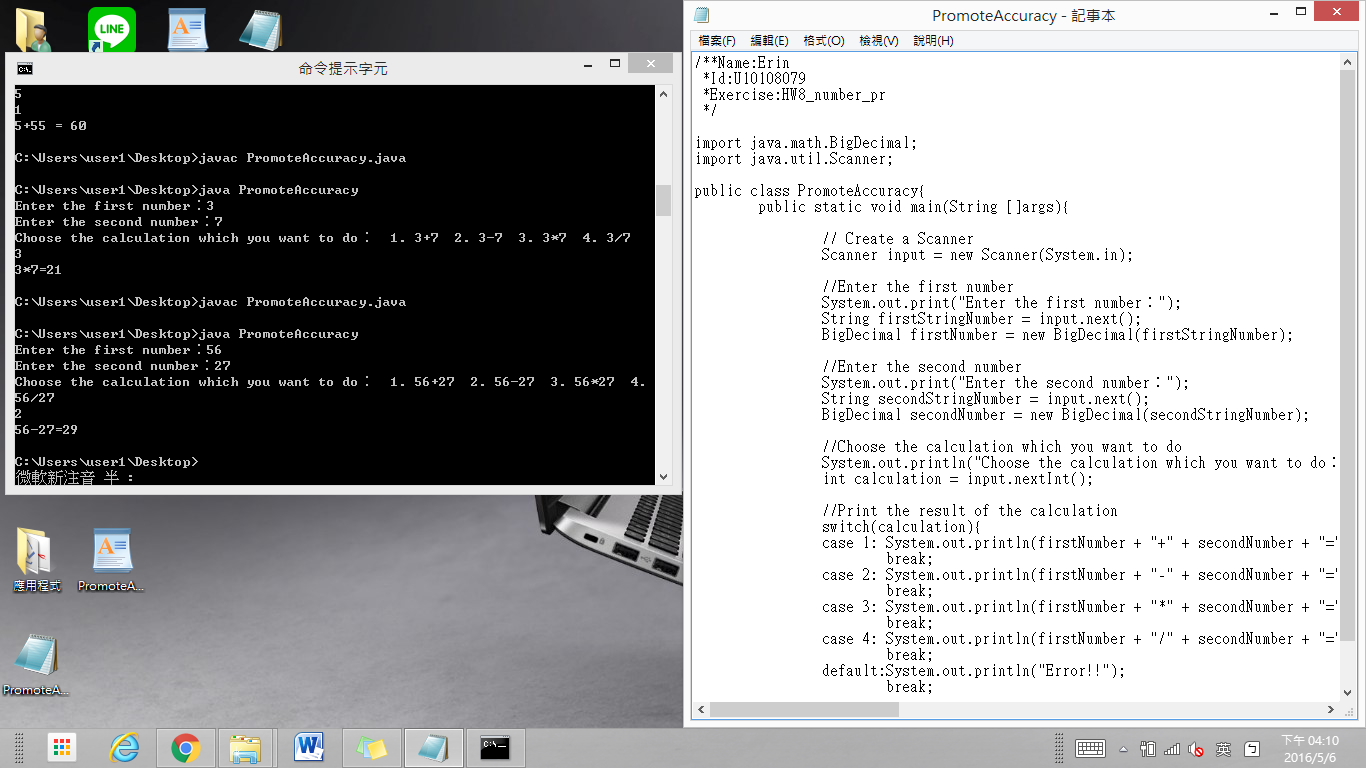 LINE
命令提示字元
5
1
5+55 = 60
C:\Users\user1\Desktop>javac PromoteAccuracy.java
C:\Users\user1\Desktop>java PromoteAccuracy
Enter the first number：3
Enter the second number：7
Choose the calculation which you want to do：  1. 3+7  2. 3-7  3. 3*7  4. 3/7
3
3*7=21
C:\Users\user1\Desktop>javac PromoteAccuracy.java
C:\Users\user1\Desktop>java PromoteAccuracy
Enter the first number：56
Enter the second number：27
Choose the calculation which you want to do：  1. 56+27  2. 56-27  3. 56*27  4.
56/27
2
56-27=29
C:\Users\user1\Desktop>
微軟新注音 半 :
應用程式
PromoteA...
PromoteA...
PromoteAccuracy - 記事本
檔案(F) 編輯(E) 格式(O) 檢視(V) 說明(H)
/**Name:Erin
*Id:U10108079
*Exercise:HW8_number_pr
*/
import java.math.BigDecimal;
import java.util.Scanner;
public class PromoteAccuracy{
public static void main(String []args){
// Create a Scanner
Scanner input = new Scanner(System.in);
//Enter the first number
System.out.print("Enter the first number：");
String firstStringNumber = input.next();
BigDecimal firstNumber = new BigDecimal(firstStringNumber);
//Enter the second number
System.out.print("Enter the second number：");
String secondStringNumber = input.next();
BigDecimal secondNumber = new BigDecimal(secondStringNumber);
//Choose the calculation which you want to do
System.out.println("Choose the calculation which you want to do：
int calculation = input.nextInt();
//Print the result of the calculation
switch(calculation){
case 1: System.out.println(firstNumber + "+" + secondNumber + "="
break;
case 2: System.out.println(firstNumber + "-" + secondNumber + "="
break;
case 3: System.out.println(firstNumber + "*" + secondNumber + "="
break;
case 4: System.out.println(firstNumber + "/" + secondNumber + "="
break;
default:System.out.println("Error!!");
break;
英
下午 04:10
2016/5/6